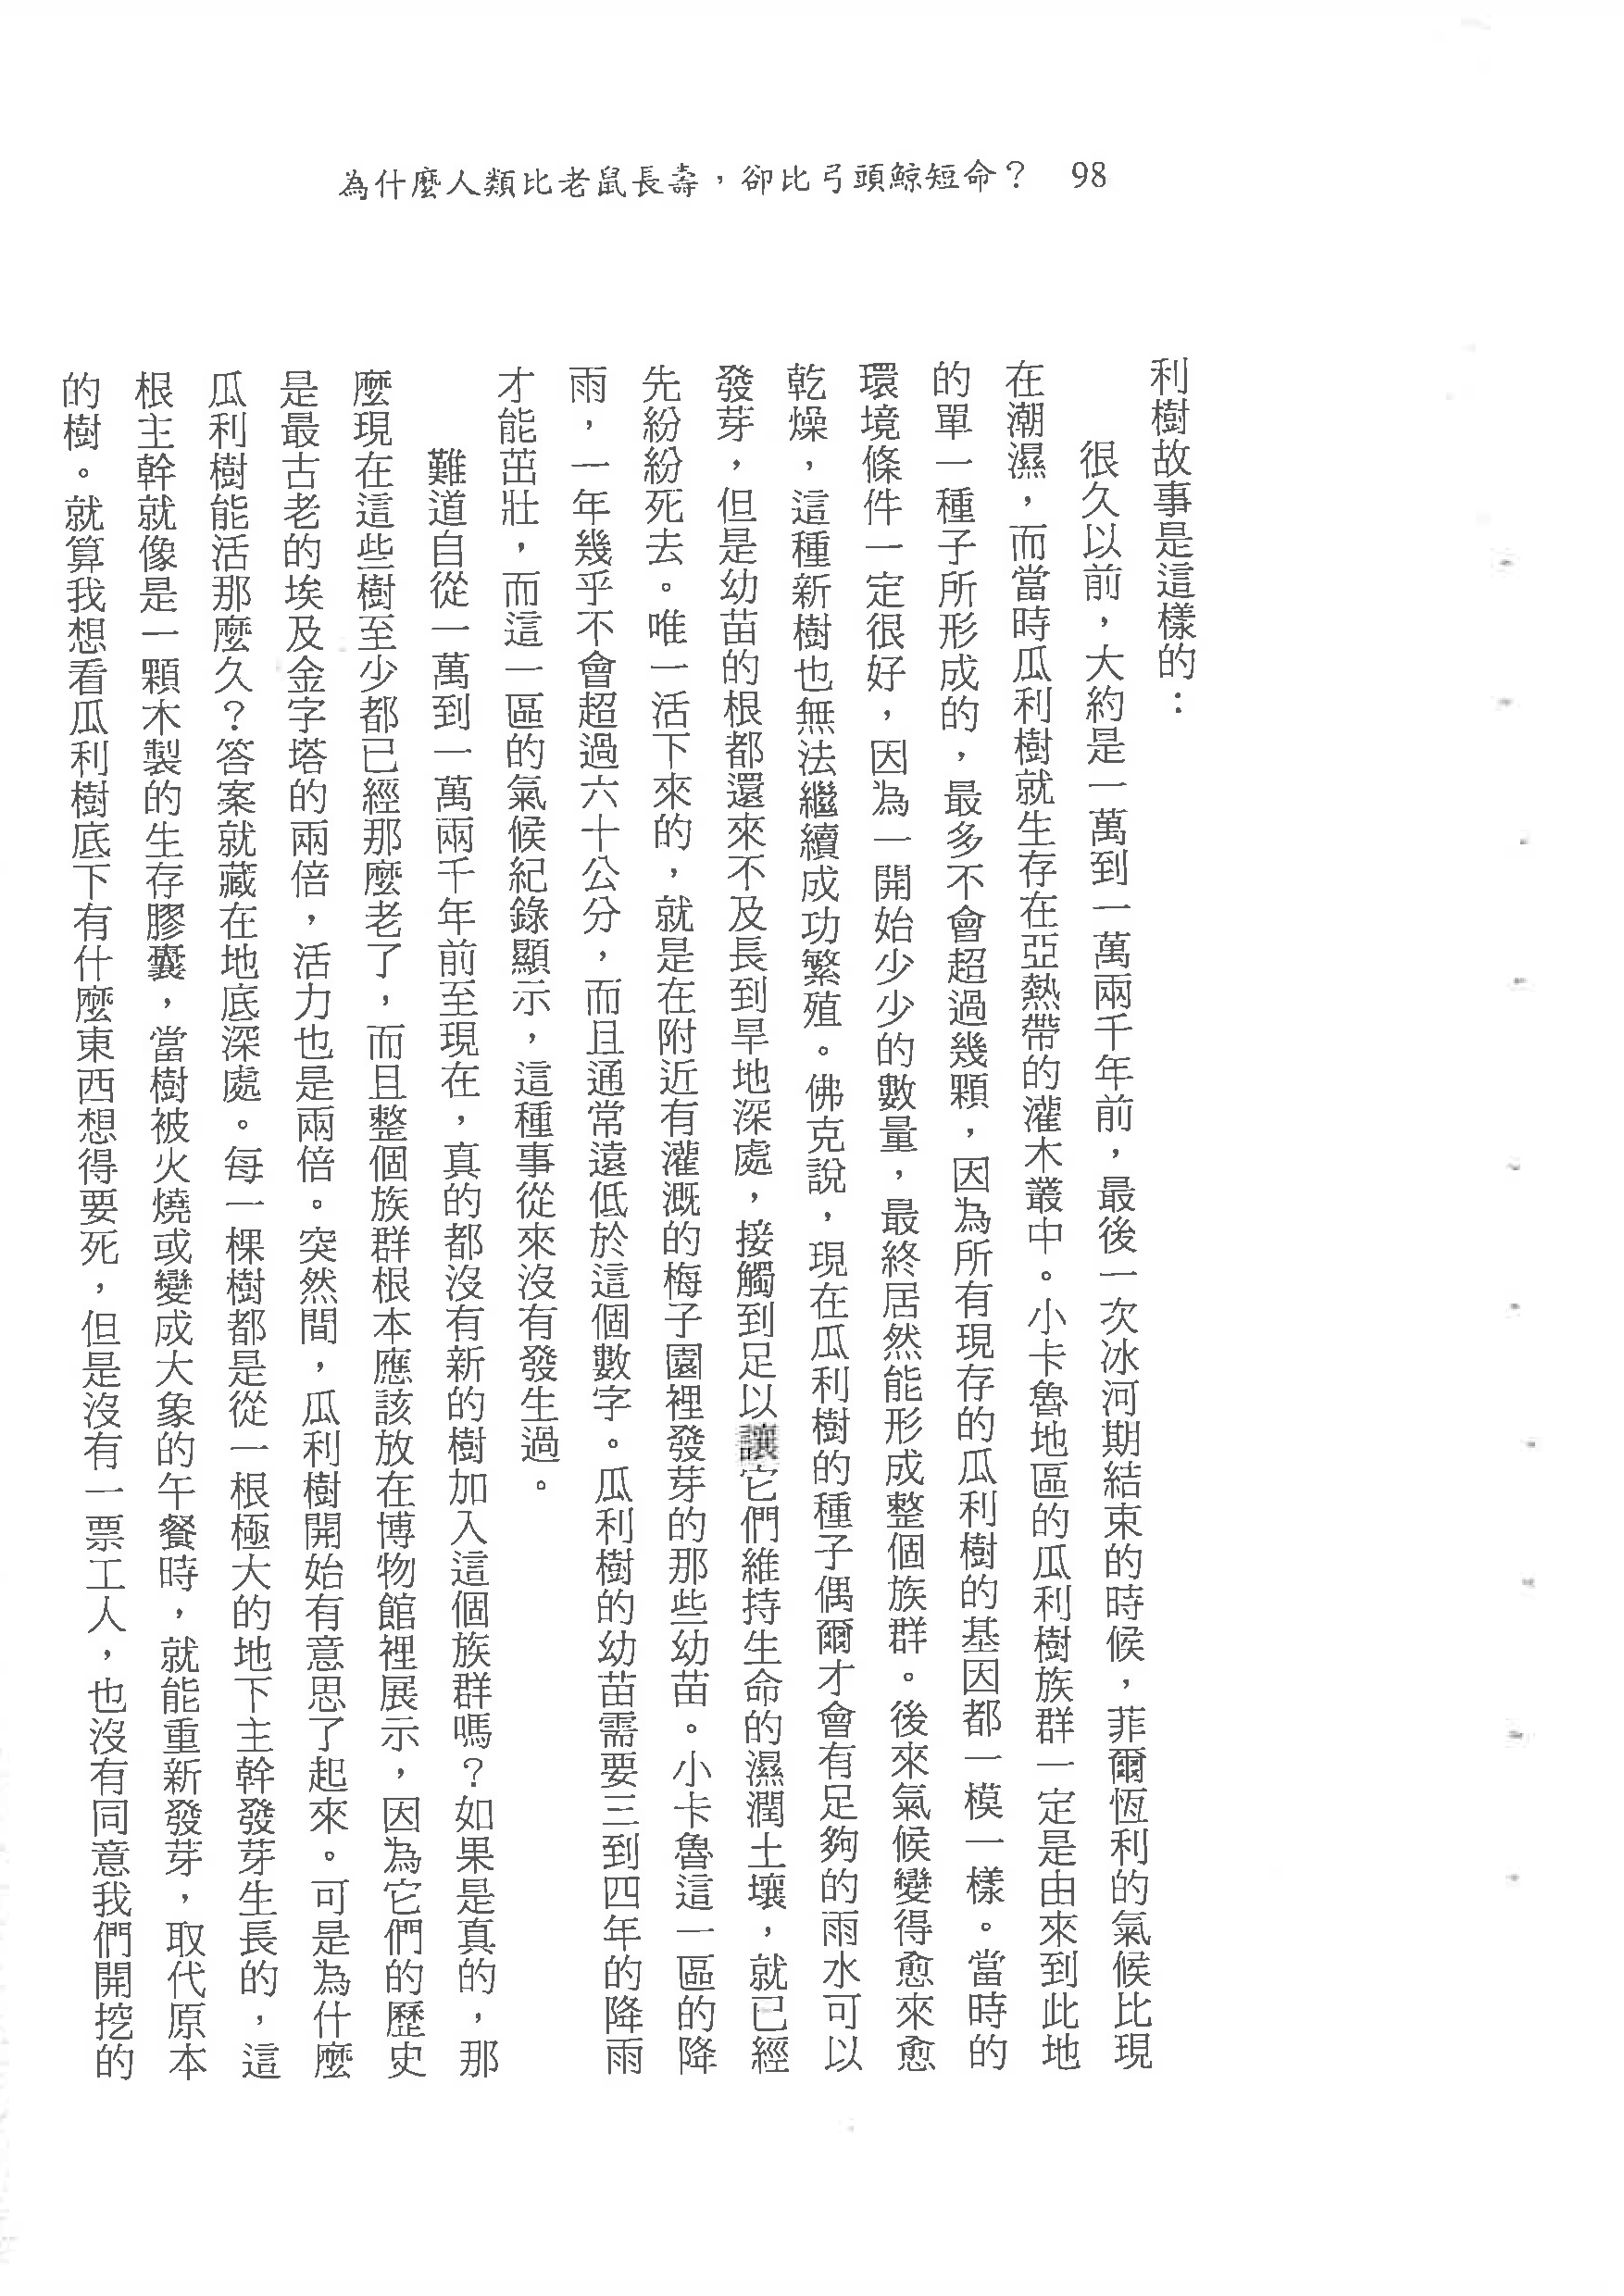 為什麼人類比老鼠長壽，卻比弓頭鯨短命？　98
利樹故事是這樣的：
很久以前，大約是一萬到一萬兩千年前，最後一次冰河期結束的時候，菲爾恆利的氣候比現
在潮濕，而當時瓜利樹就生存在亞熱帶的灌木叢中。小卡魯地區的瓜利樹族群一定是由來到此地
的單一種子所形成的，最多不會超過幾顆，因為所有現存的瓜利樹的基因都一模一樣。當時的
環境條件一定很好，因為一開始少少的數量，最終居然能形成整個族群。後來氣候變得愈來愈
乾燥，這種新樹也無法繼續成功繁殖。佛克說，現在瓜利樹的種子偶爾才會有足夠的雨水可以
發芽，但是幼苗的根都還來不及長到旱地深處，接觸到足以讓它們維持生命的濕潤土壤，就已經
先紛紛死去。唯一活下來的，就是在附近有灌溉的梅子園裡發芽的那些幼苗。小卡魯這一區的降
雨，一年幾乎不會超過六十公分，而且通常遠低於這個數字。瓜利樹的幼苗需要三到四年的降雨
才能茁壯，而這一區的氣候紀錄顯示，這種事從來沒有發生過。
難道自從一萬到一萬兩千年前至現在，真的都沒有新的樹加入這個族群嗎？如果是真的，那
麼現在這些樹至少都已經那麼老了，而且整個族群根本應該放在博物館裡展示，因為它們的歷史
是最古老的埃及金字塔的兩倍，活力也是兩倍。突然間，瓜利樹開始有意思了起來。可是為什麼
瓜利樹能活那麼久？答案就藏在地底深處。每一棵樹都是從一根極大的地下主幹發芽生長的，這
根主幹就像是一顆木製的生存膠囊，當樹被火燒或變成大象的午餐時，就能重新發芽，取代原本
的樹。就算我想看瓜利樹底下有什麼東西想得要死，但是沒有一票工人，也沒有同意我們開挖的